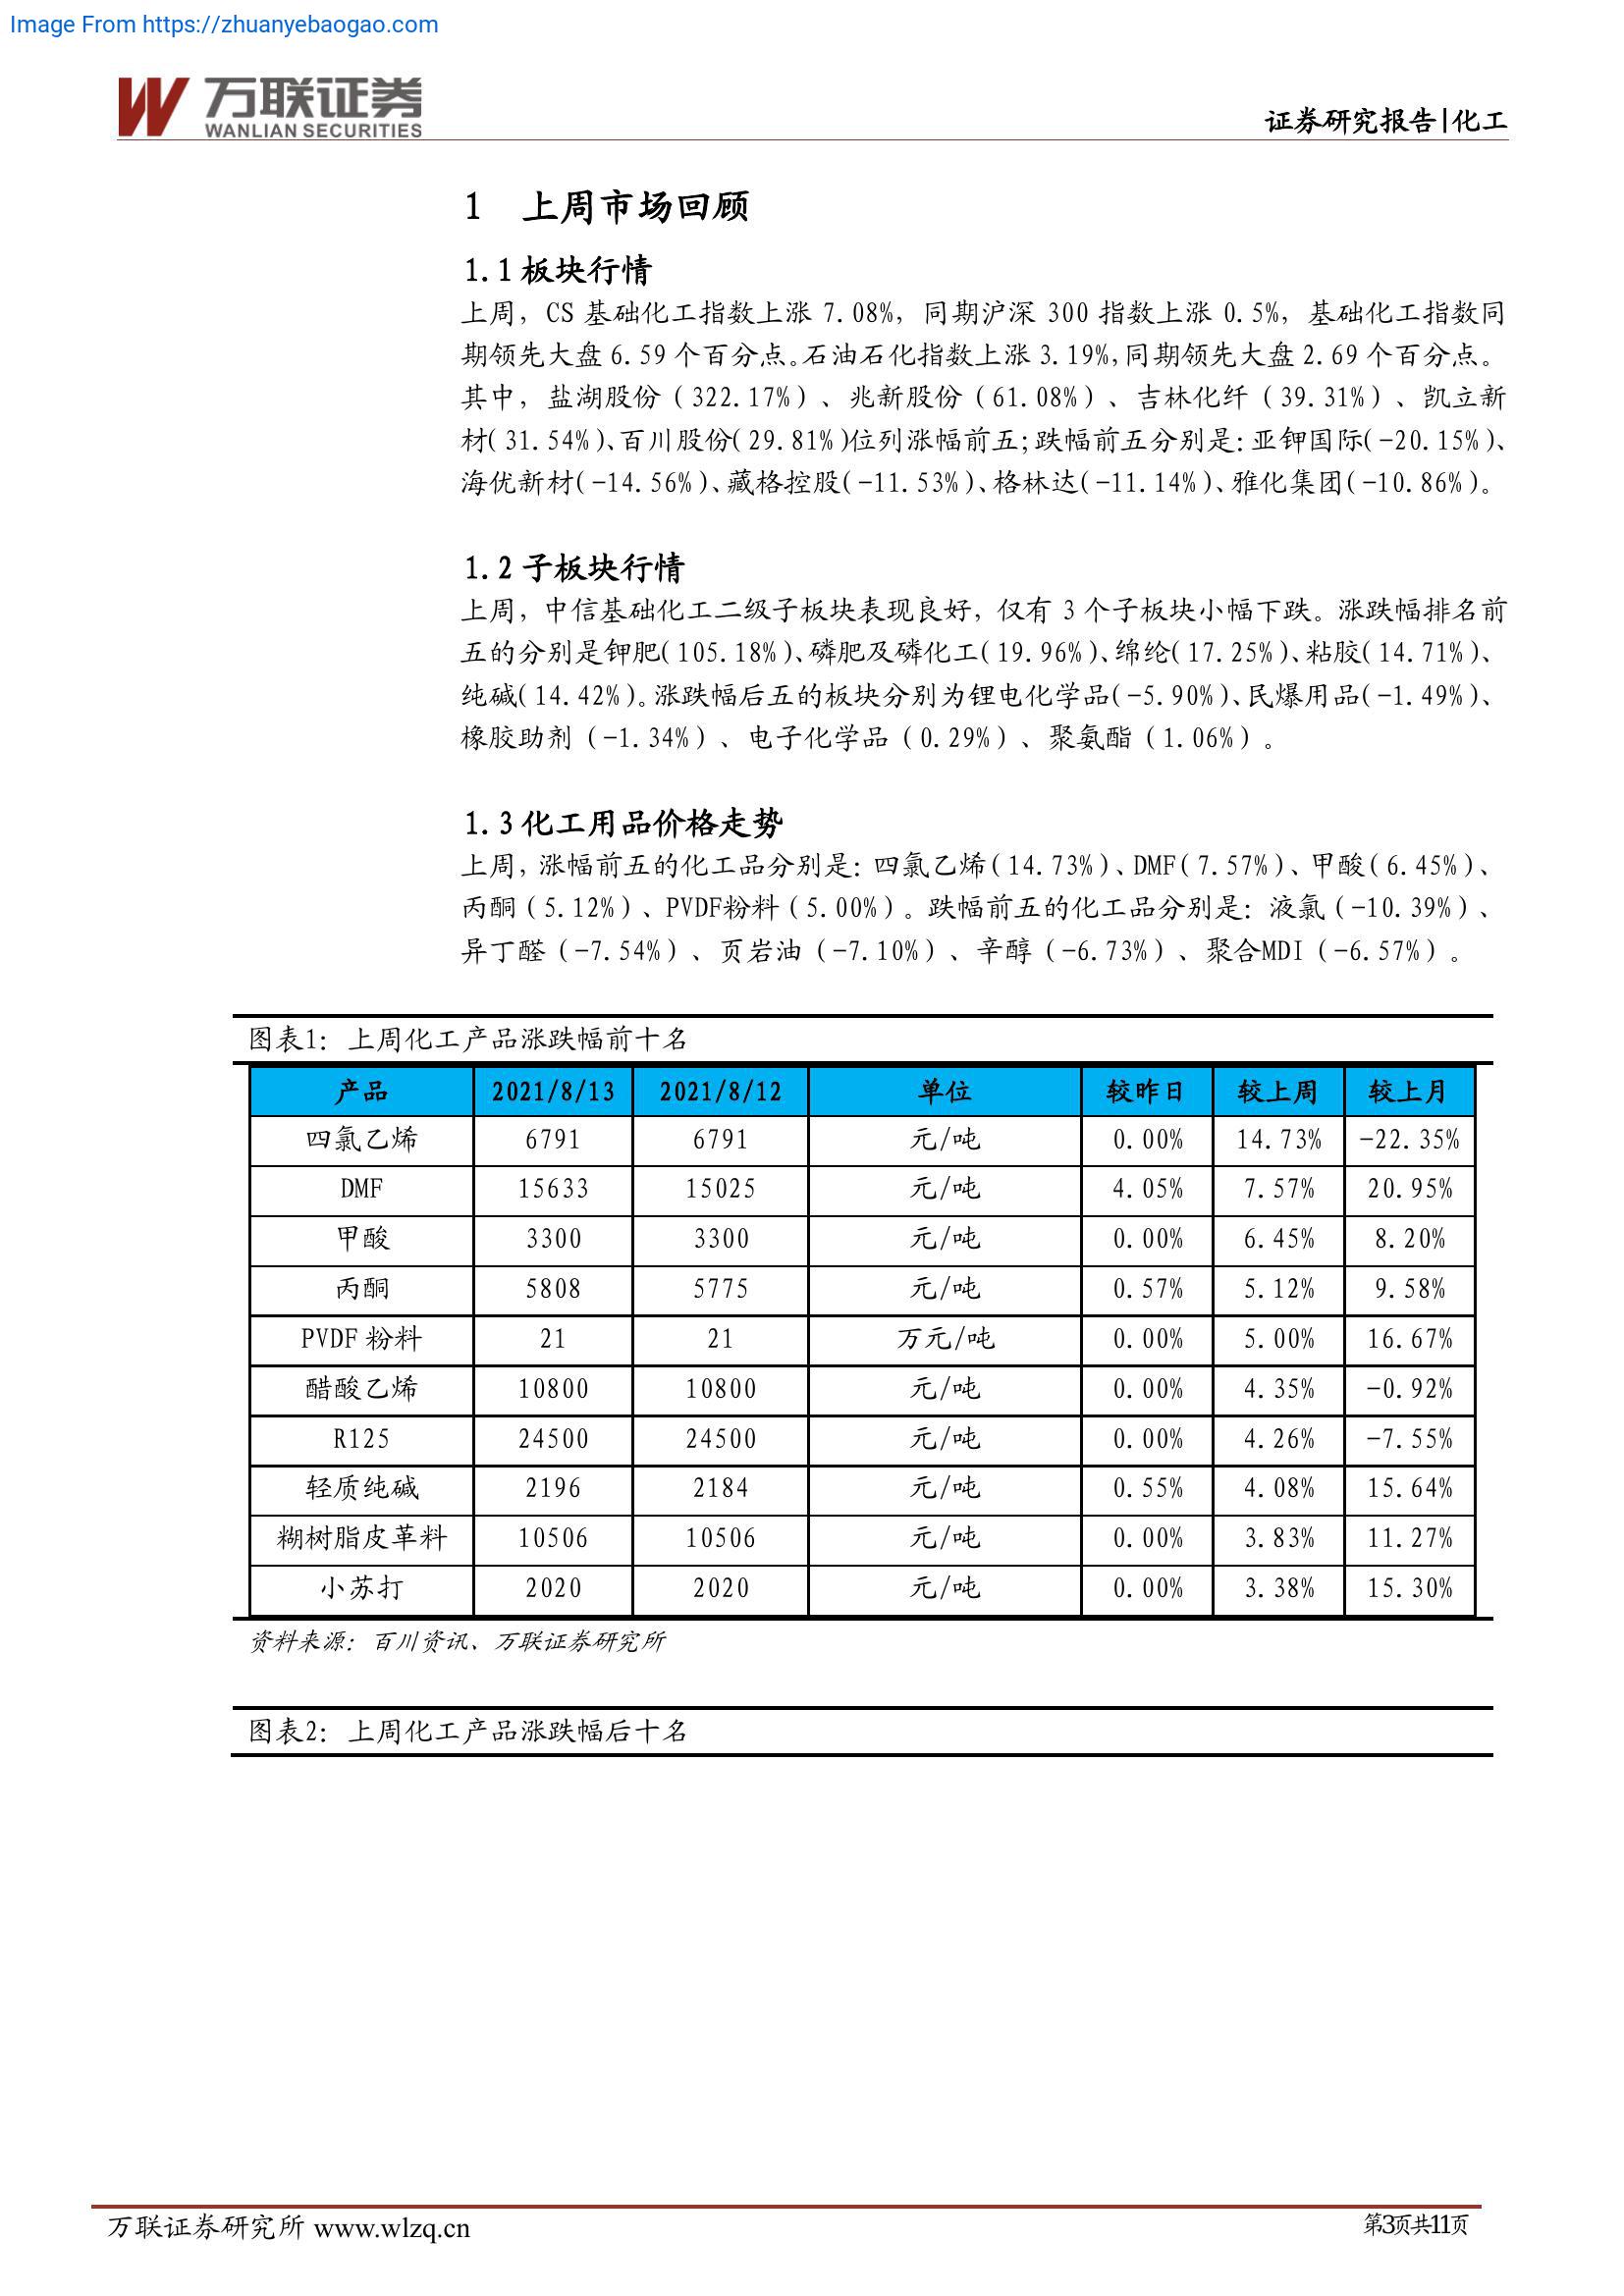 Image From https://zhuanyebaogao.com
万联证券
WANLIAN SECURITIES
证券研究报告|化工
1 上周市场回顾
1.1 板块行情
上周，CS 基础化工指数上涨 7.08%，同期沪深 300 指数上涨 0.5%，基础化工指数同
期领先大盘 6.59 个百分点。石油石化指数上涨 3.19%，同期领先大盘 2.69 个百分点。
其中，盐湖股份（322.17%）、兆新股份（61.08%）、吉林化纤（39.31%）、凯立新
材(31.54%)、百川股份(29.81%)位列涨幅前五；跌幅前五分别是：亚钾国际(-20.15%)、
海优新材(-14.56%)、藏格控股(-11.53%)、格林达(-11.14%)、雅化集团(-10.86%)。
1.2 子板块行情
上周，中信基础化工二级子板块表现良好，仅有 3 个子板块小幅下跌。涨跌幅排名前
五的分别是钾肥(105.18%)、磷肥及磷化工(19.96%)、绵纶(17.25%)、粘胶(14.71%)、
纯碱(14.42%)。涨跌幅后五的板块分别为锂电化学品(-5.90%)、民爆用品(-1.49%)、
橡胶助剂（-1.34%）、电子化学品（0.29%）、聚氨酯（1.06%）。
1.3 化工用品价格走势
上周，涨幅前五的化工品分别是：四氯乙烯(14.73%)、DMF(7.57%)、甲酸(6.45%)、
丙酮（5.12%）、PVDF粉料（5.00%）。跌幅前五的化工品分别是：液氯（-10.39%）、
异丁醛（-7.54%）、页岩油（-7.10%）、辛醇（-6.73%）、聚合MDI（-6.57%）。
图表1：上周化工产品涨跌幅前十名
产品 2021/8/13 2021/8/12 单位 较昨日 较上周 较上月
四氯乙烯 6791 6791 元/吨 0.00% 14.73% -22.35%
DMF 15633 15025 元/吨 4.05% 7.57% 20.95%
甲酸 3300 3300 元/吨 0.00% 6.45% 8.20%
丙酮 5808 5775 元/吨 0.57% 5.12% 9.58%
PVDF 粉料 21 21 万元/吨 0.00% 5.00% 16.67%
醋酸乙烯 10800 10800 元/吨 0.00% 4.35% -0.92%
R125 24500 24500 元/吨 0.00% 4.26% -7.55%
轻质纯碱 2196 2184 元/吨 0.55% 4.08% 15.64%
糊树脂皮革料 10506 10506 元/吨 0.00% 3.83% 11.27%
小苏打 2020 2020 元/吨 0.00% 3.38% 15.30%
资料来源：百川资讯、万联证券研究所
图表2：上周化工产品涨跌幅后十名
万联证券研究所 www.wlzq.cn
第3页共11页